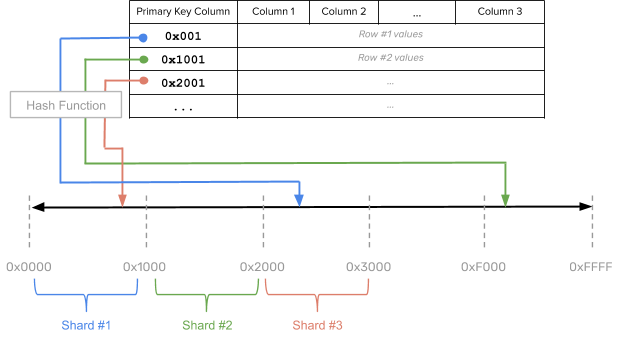 Primary Key Column Column 1 Column 2 ... Column 3
0x001 Row #1 values
0x1001 Row #2 values
0x2001 ...
... ...
Hash Function
0x0000 0x1000 0x2000 0x3000 0xF000 0xFFFF
Shard #1 Shard #2 Shard #3